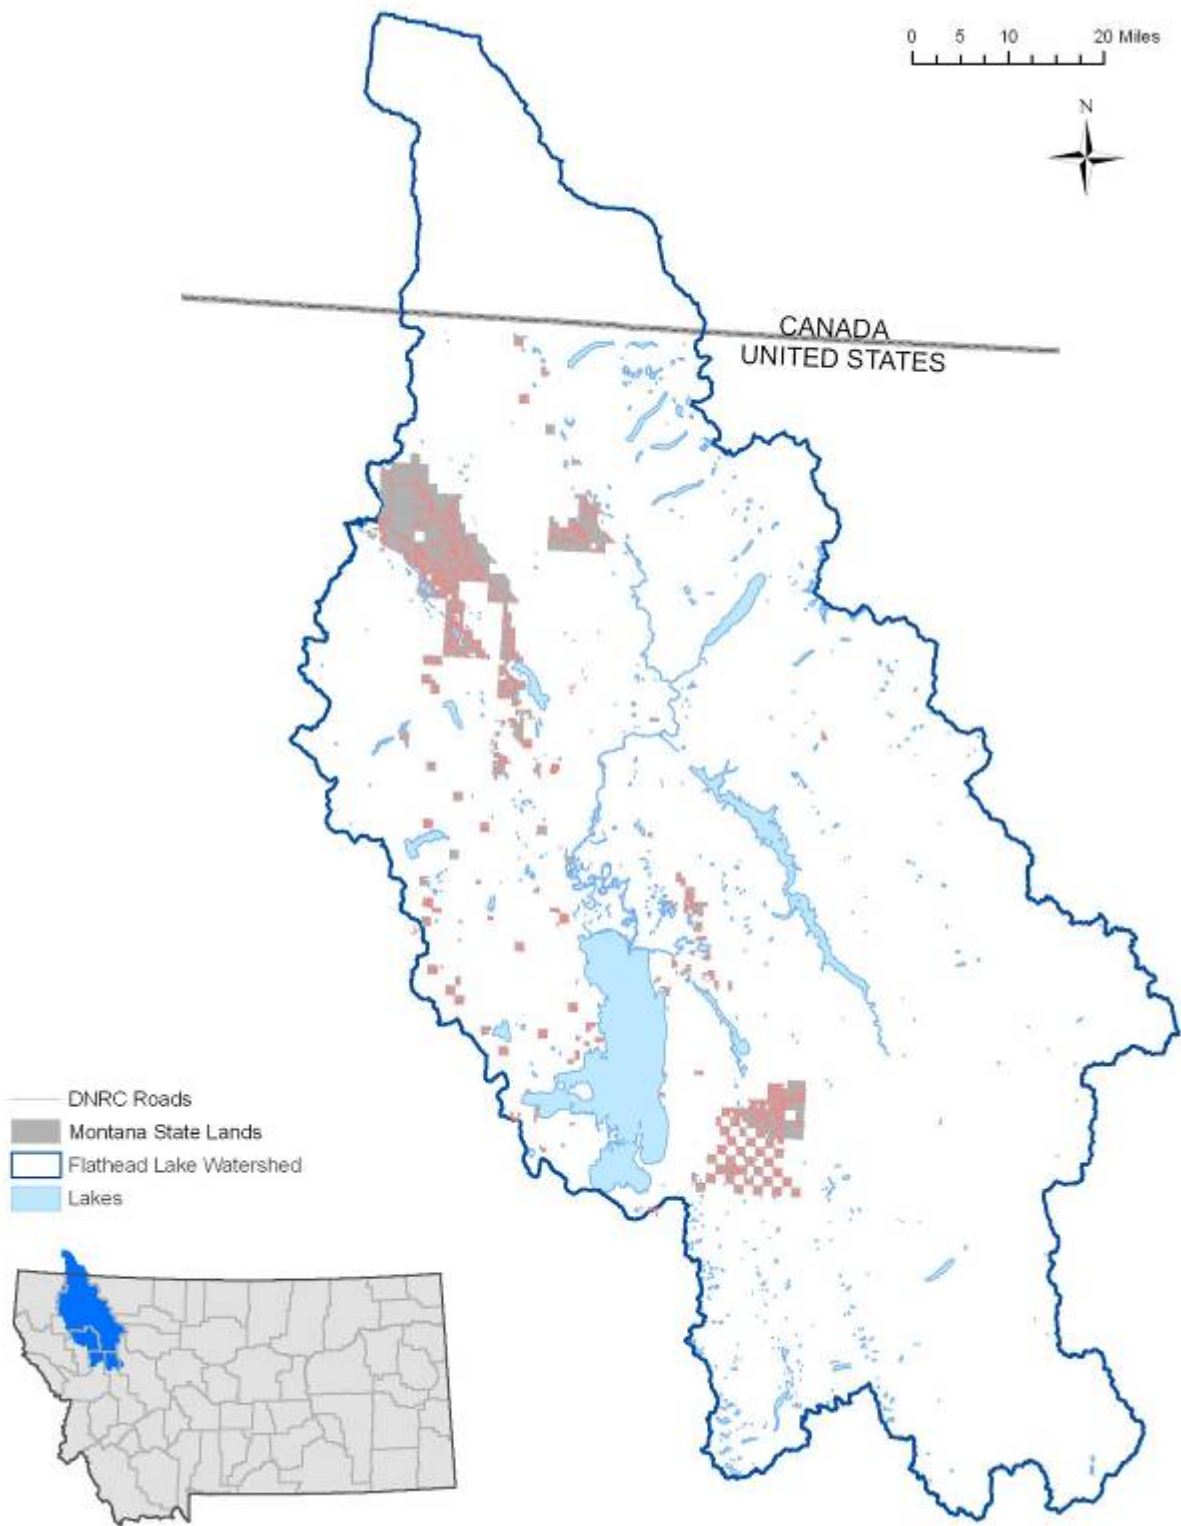 0 5 10 20 Miles
N
CANADA
UNITED STATES
DNRC Roads
Montana State Lands
Flathead Lake Watershed
Lakes